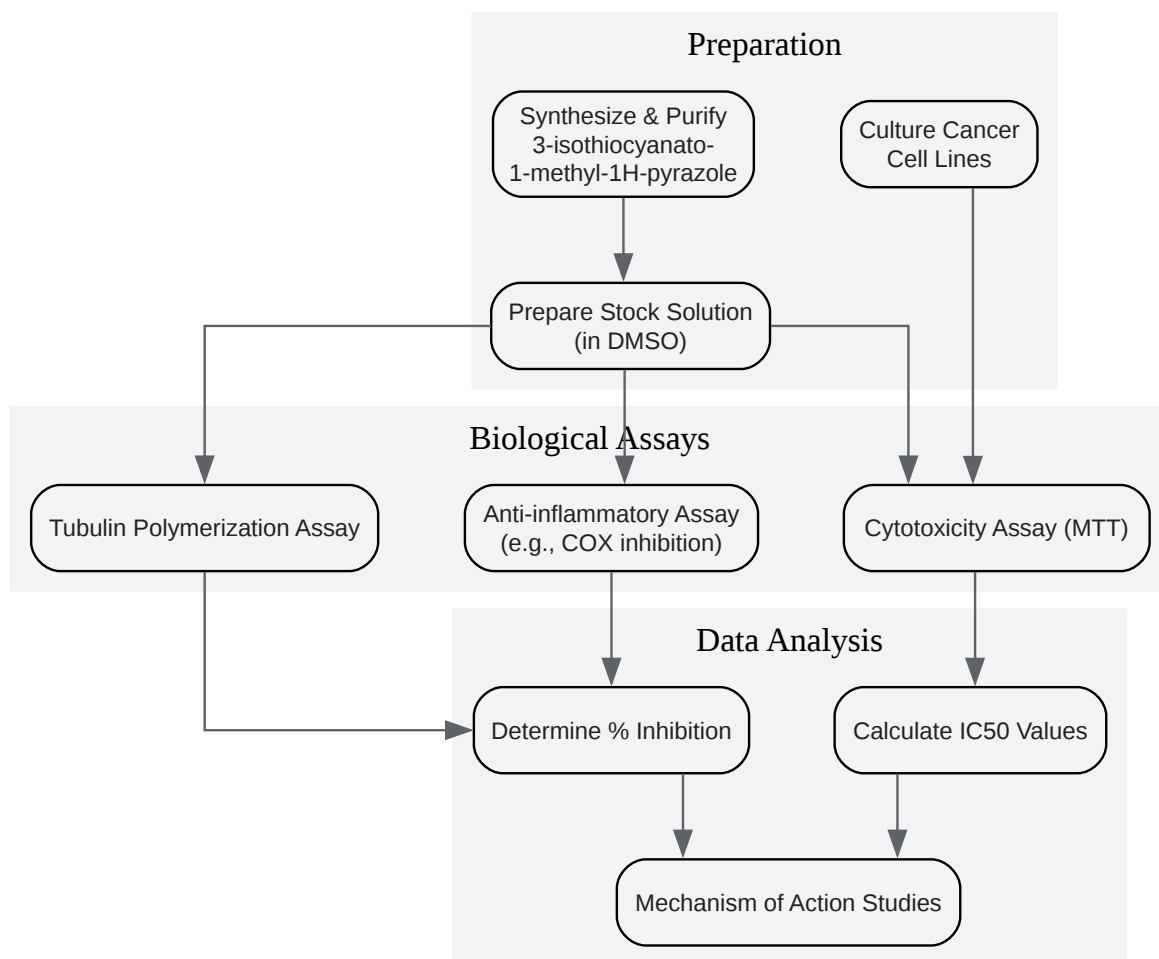 Preparation
Synthesize & Purify
3-isothiocyanato-
1-methyl-1H-pyrazole
Culture Cancer
Cell Lines
Prepare Stock Solution
(in DMSO)
Biological Assays
Tubulin Polymerization Assay
Anti-inflammatory Assay
(e.g., COX inhibition)
Cytotoxicity Assay (MTT)
Data Analysis
Determine % Inhibition
Calculate IC50 Values
Mechanism of Action Studies